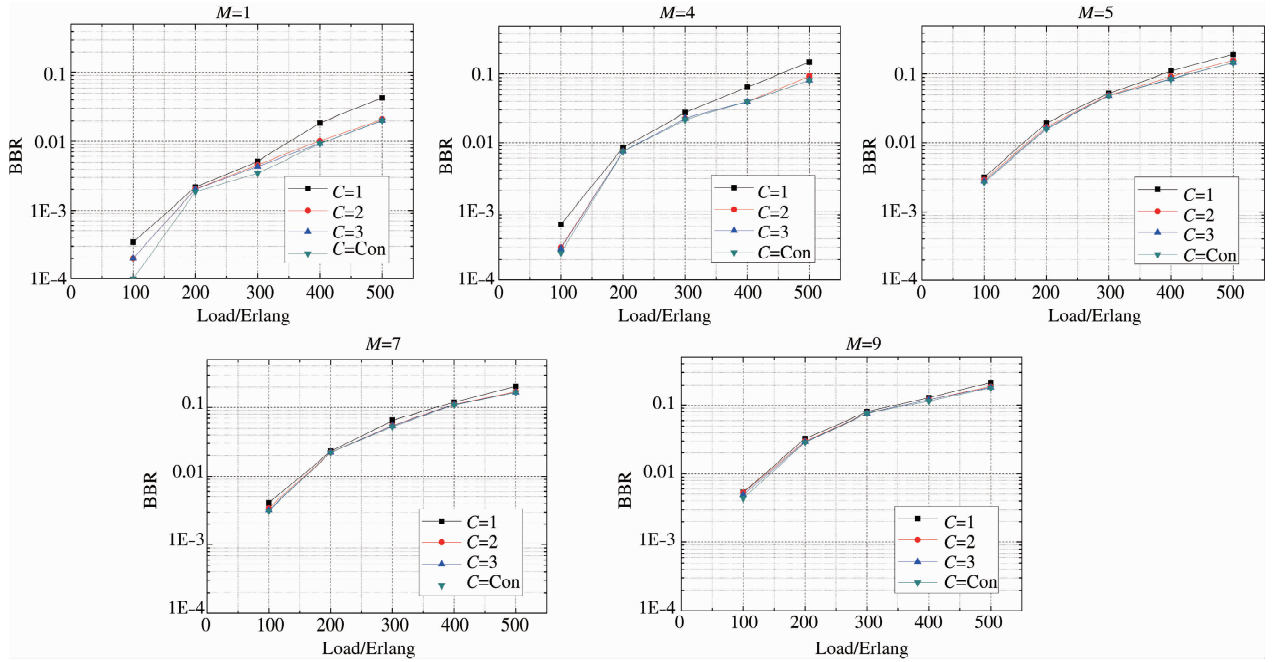 M=1
BBR
0.1
0.01
1E-3
1E-4
C=1
C=2
C=3
C=Con
0 100 200 300 400 500
Load/Erlang
M=4
BBR
0.1
0.01
1E-3
1E-4
C=1
C=2
C=3
C=Con
0 100 200 300 400 500
Load/Erlang
M=5
BBR
0.1
0.01
1E-3
1E-4
C=1
C=2
C=3
C=Con
0 100 200 300 400 500
Load/Erlang
M=7
BBR
0.1
0.01
1E-3
1E-4
C=1
C=2
C=3
C=Con
0 100 200 300 400 500
Load/Erlang
M=9
BBR
0.1
0.01
1E-3
1E-4
C=1
C=2
C=3
C=Con
0 100 200 300 400 500
Load/Erlang